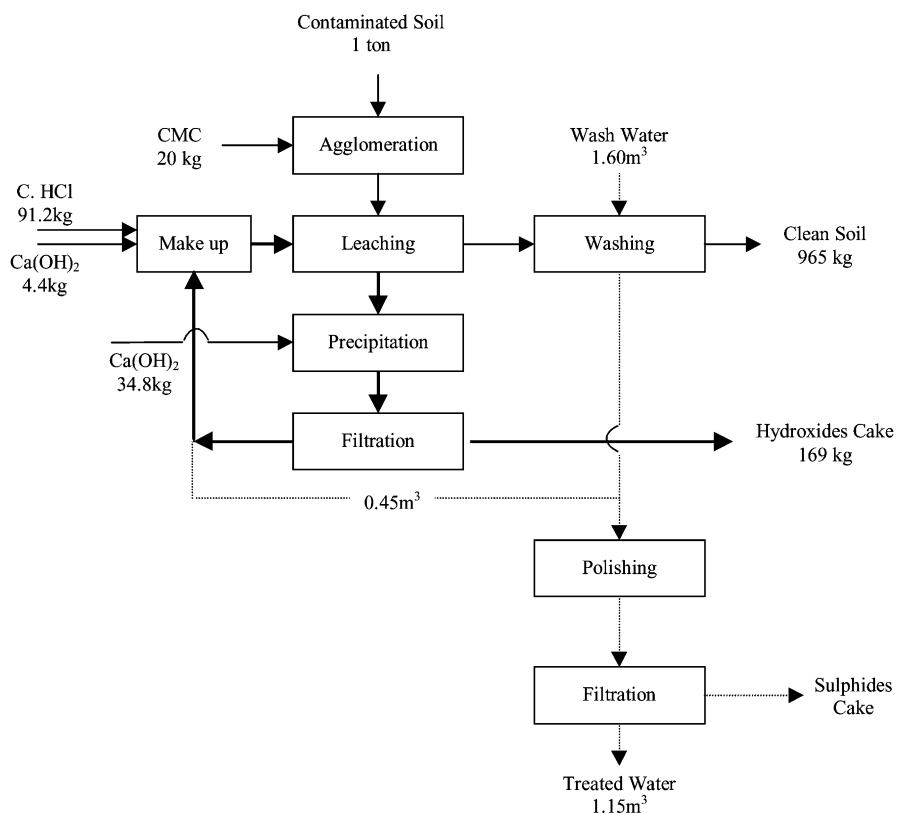 Contaminated Soil
1 ton
CMC
20 kg
Agglomeration
Wash Water
1.60m³
C. HCl
91.2kg
Make up
Leaching
Washing
Clean Soil
965 kg
Ca(OH)₂
4.4kg
Precipitation
Ca(OH)₂
34.8kg
Filtration
Hydroxides Cake
169 kg
0.45m³
Polishing
Filtration
Sulphides
Cake
Treated Water
1.15m³